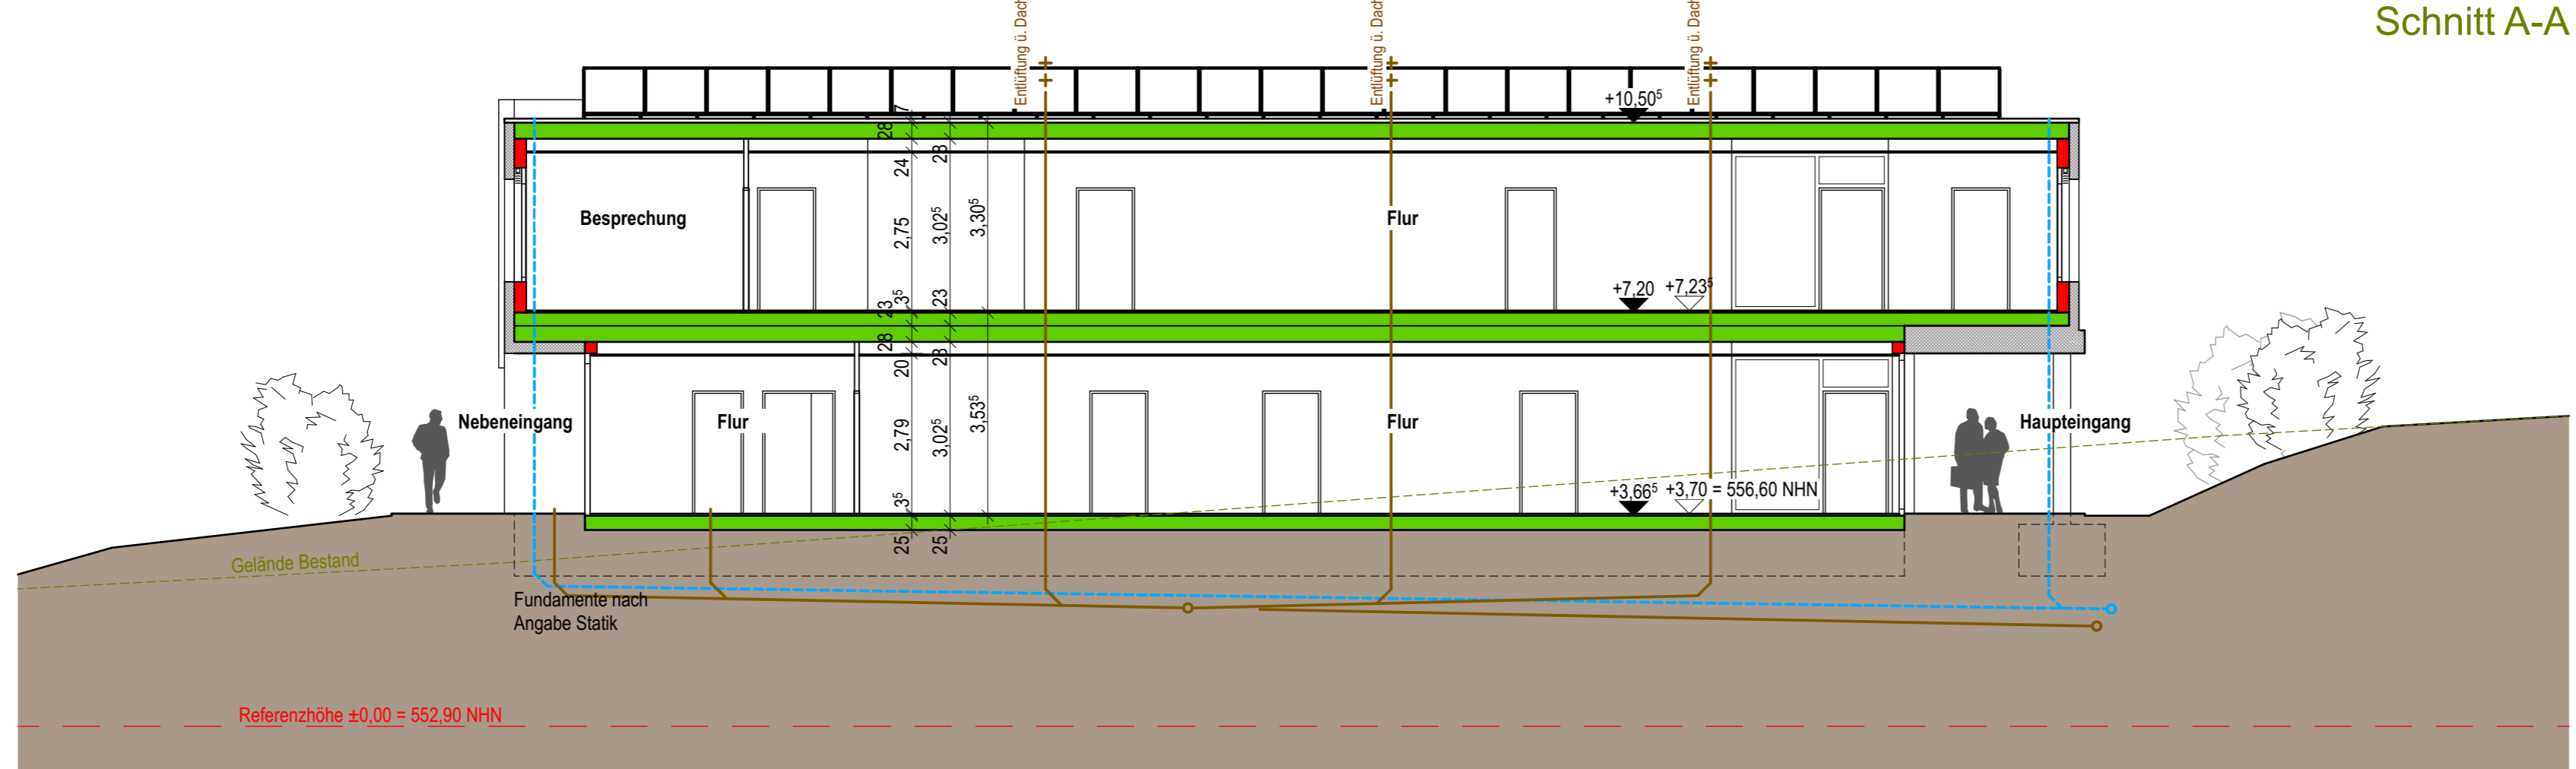 Schnitt A-A
Entlüftung ü. Dach
Entlüftung ü. Dach
Entlüftung ü. Dach
+10,50⁵
7
28
24
28
2,75
3,02⁵
3,30⁵
Besprechung
Flur
3⁵
23
23
+7,20
+7,23⁵
28
20
28
2,79
3,02⁵
3,53⁵
Nebeneingang
Flur
Flur
Haupteingang
3⁵
+3,66⁵
+3,70 = 556,60 NHN
25
25
Gelände Bestand
Fundamente nach
Angabe Statik
Referenzhöhe ±0,00 = 552,90 NHN